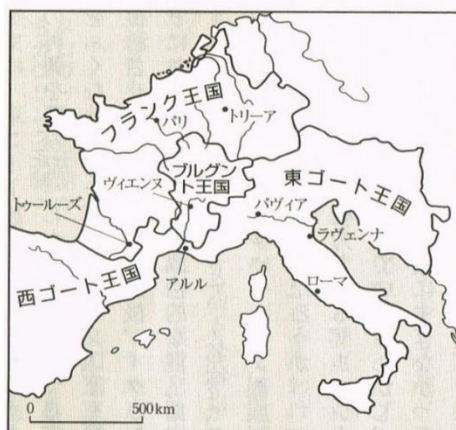 フランク王国
パリ
トリーア
ブルグン
ト王国
ヴィエンヌ
東ゴート王国
パヴィア
トゥールーズ
ラヴェンナ
西ゴート王国
アルル
ローマ
0 500km